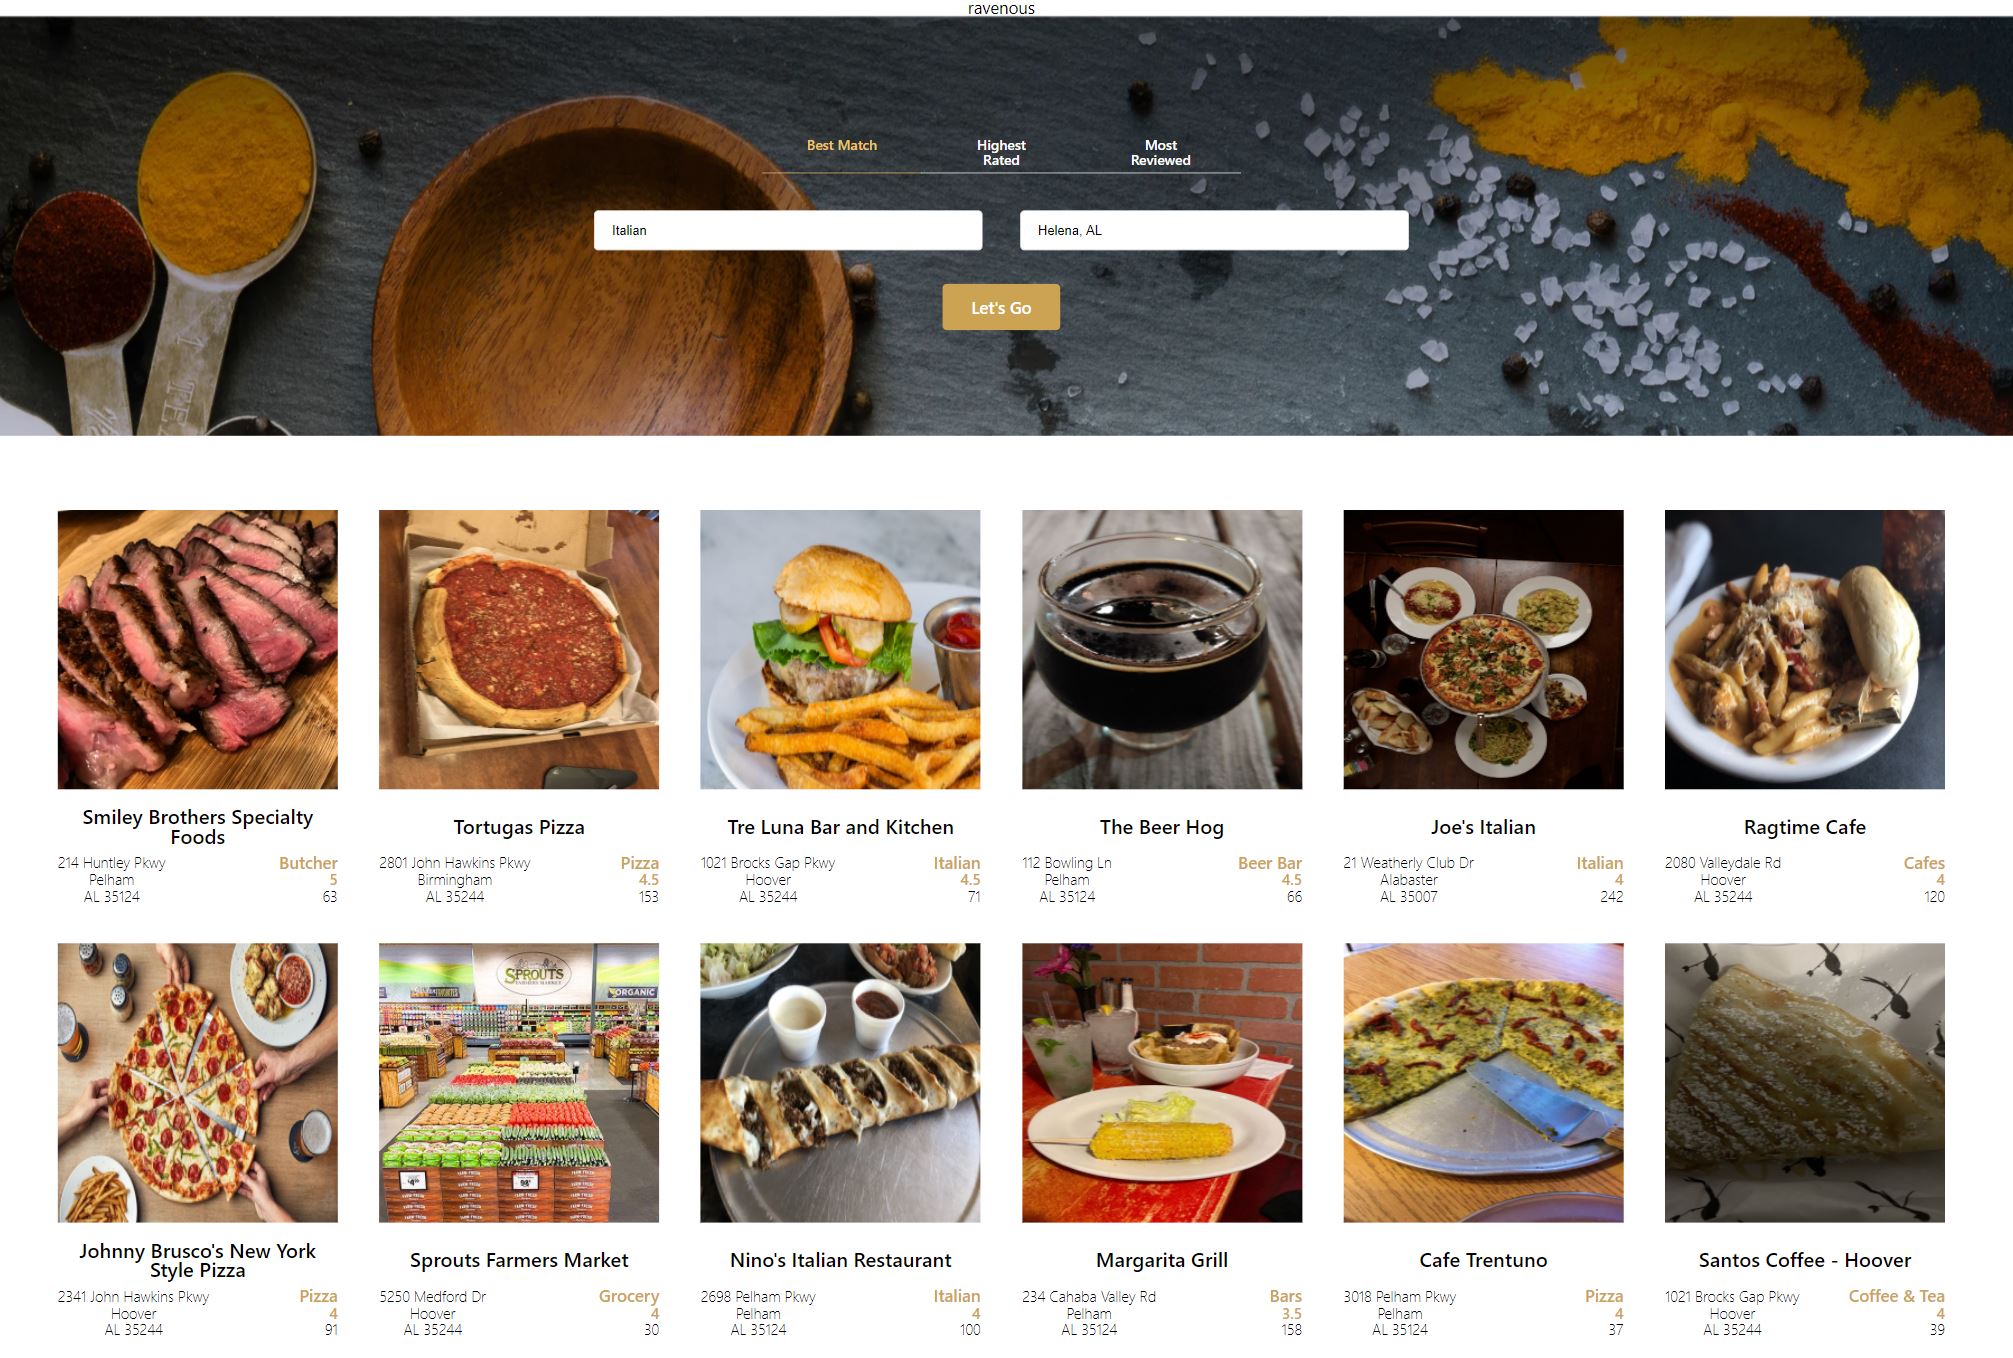 ravenous
Best Match
Highest
Rated
Most
Reviewed
Italian
Helena, AL
Let's Go
Smiley Brothers Specialty
Foods
214 Huntley Pkwy
Pelham
AL 35124
Butcher
5
63
Tortugas Pizza
2801 John Hawkins Pkwy
Birmingham
AL 35244
Pizza
4.5
153
Tre Luna Bar and Kitchen
1021 Brocks Gap Pkwy
Hoover
AL 35244
Italian
4.5
71
The Beer Hog
112 Bowling Ln
Pelham
AL 35124
Beer Bar
4.5
66
Joe's Italian
21 Weatherly Club Dr
Alabaster
AL 35007
Italian
4
242
Ragtime Cafe
2080 Valleydale Rd
Hoover
AL 35244
Cafes
4
120
SPROUTS
FARMERS MARKET
ORGANIC
Johnny Brusco's New York
Style Pizza
2341 John Hawkins Pkwy
Hoover
AL 35244
Pizza
4
91
Sprouts Farmers Market
5250 Medford Dr
Hoover
AL 35244
Grocery
4
30
Nino's Italian Restaurant
2698 Pelham Pkwy
Pelham
AL 35124
Italian
4
100
Margarita Grill
234 Cahaba Valley Rd
Pelham
AL 35124
Bars
3.5
158
Cafe Trentuno
3018 Pelham Pkwy
Pelham
AL 35124
Pizza
4
37
Santos Coffee - Hoover
1021 Brocks Gap Pkwy
Hoover
AL 35244
Coffee & Tea
4
39